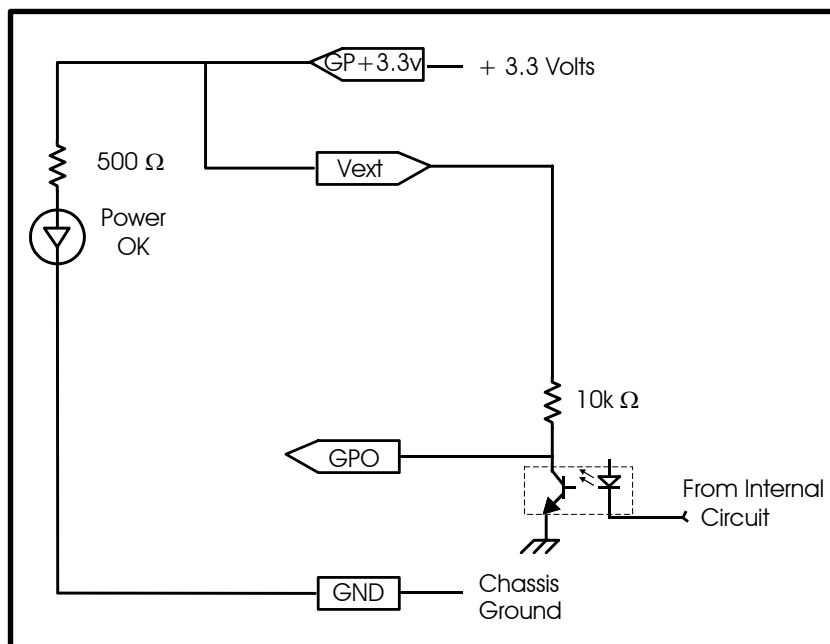 GP+3.3v
+ 3.3 Volts
500 Ω
Vext
Power
OK
10k Ω
GPO
From Internal
Circuit
GND
Chassis
Ground